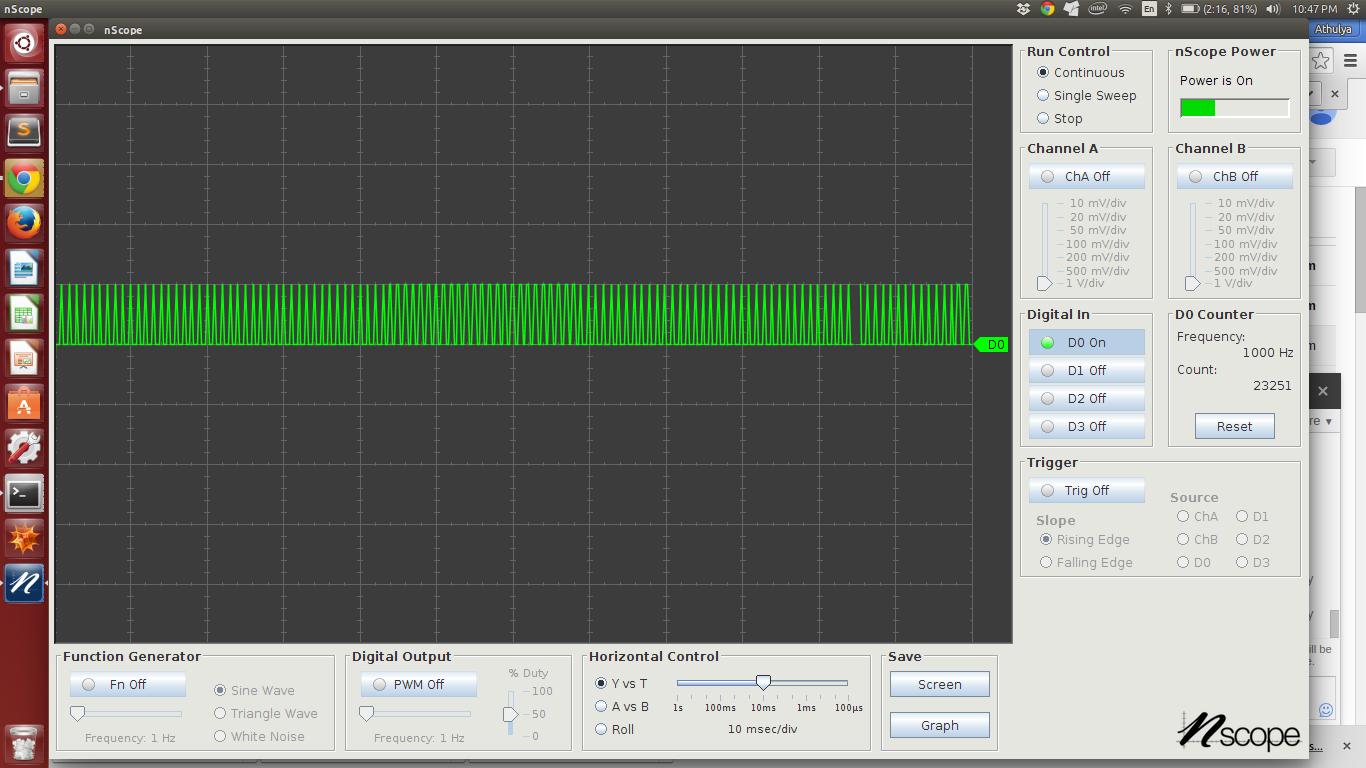 nScope
En
(2:16, 81%)
10:47 PM
nScope
Athulya
Run Control
Continuous
Single Sweep
Stop
nScope Power
Power is On
Channel A
ChA Off
10 mV/div
20 mV/div
50 mV/div
100 mV/div
200 mV/div
500 mV/div
1 V/div
Channel B
ChB Off
10 mV/div
20 mV/div
50 mV/div
100 mV/div
200 mV/div
500 mV/div
1 V/div
D0
Digital In
D0 On
D1 Off
D2 Off
D3 Off
D0 Counter
Frequency:
1000 Hz
Count:
23251
Reset
Trigger
Trig Off
Slope
Rising Edge
Falling Edge
Source
ChA D1
ChB D2
D0 D3
Function Generator
Fn Off
Frequency: 1 Hz
Sine Wave
Triangle Wave
White Noise
Digital Output
PWM Off
Frequency: 1 Hz
% Duty
100
50
0
Horizontal Control
Y vs T
A vs B
Roll
1s 100ms 10ms 1ms 100µs
10 msec/div
Save
Screen
Graph
nscope